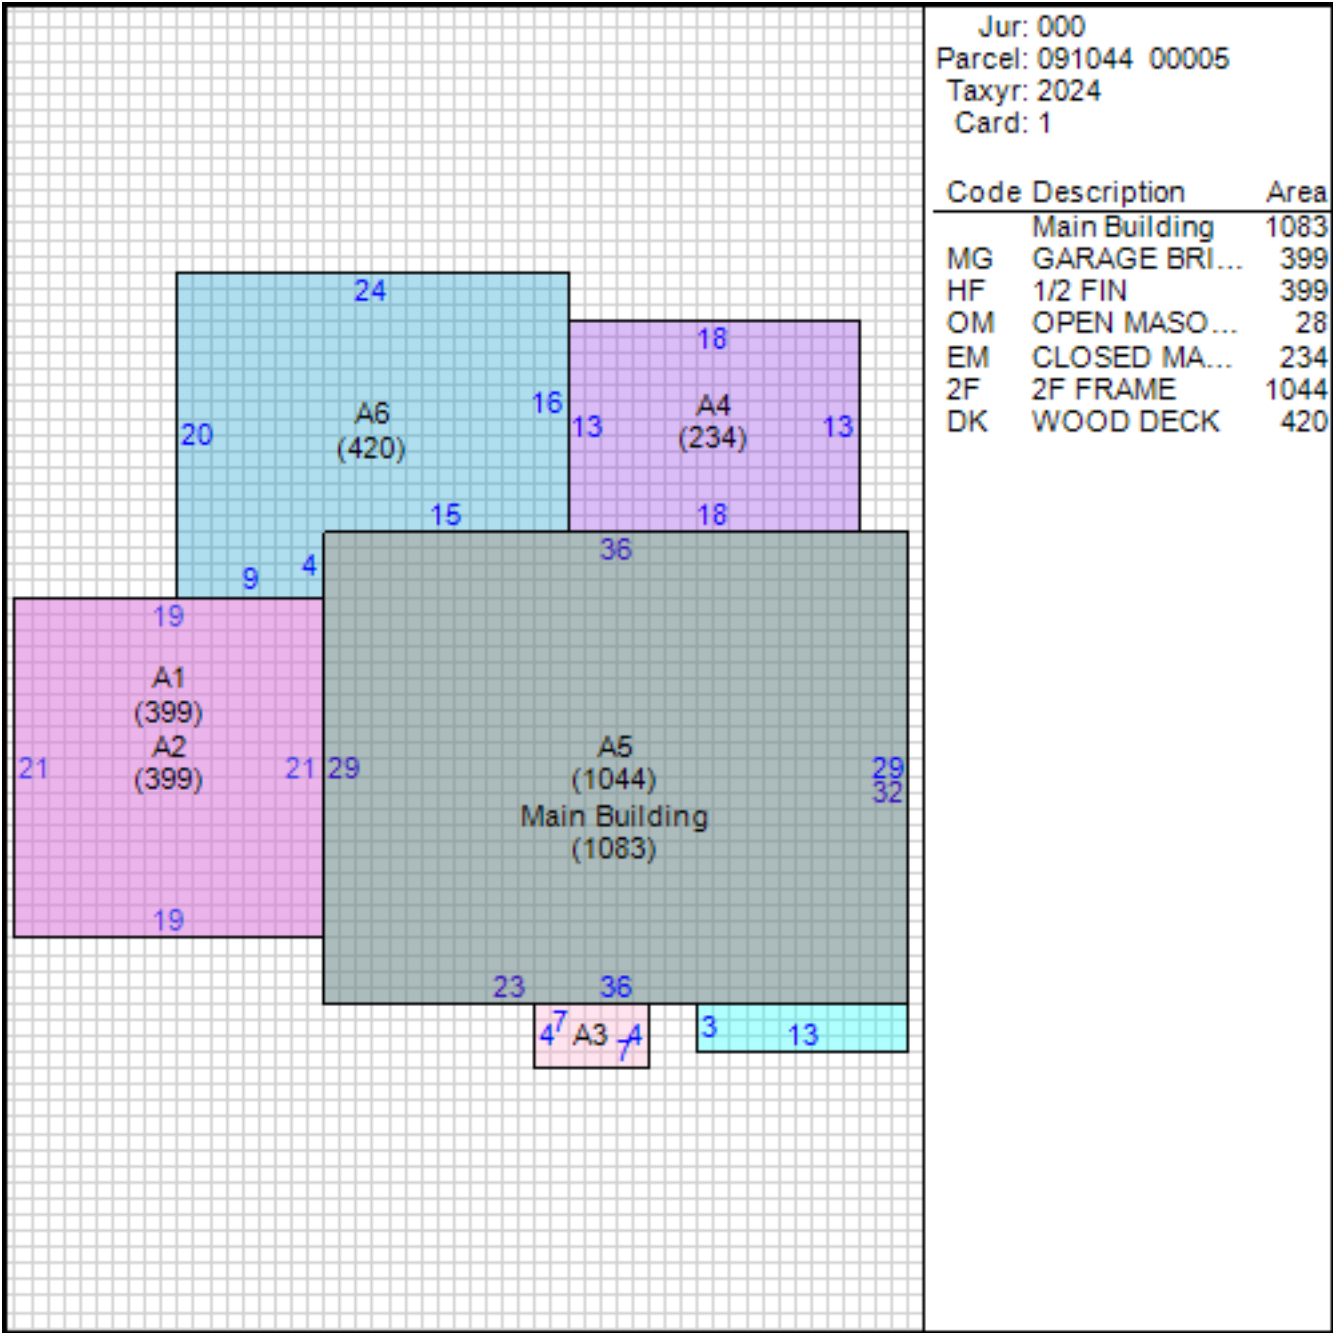 Jur: 000
Parcel: 091044 00005
Taxyr: 2024
Card: 1
Code Description Area
Main Building 1083
MG GARAGE BRI... 399
HF 1/2 FIN 399
OM OPEN MASO... 28
EM CLOSED MA... 234
2F 2F FRAME 1044
DK WOOD DECK 420
24
18
16
A6
A4
20
13
13
(420)
(234)
15
18
36
4
9
19
A1
(399)
A2
(399)
21
21
29
A5
(1044)
29
32
Main Building
(1083)
19
23
36
7
4
A3
4
7
3
13